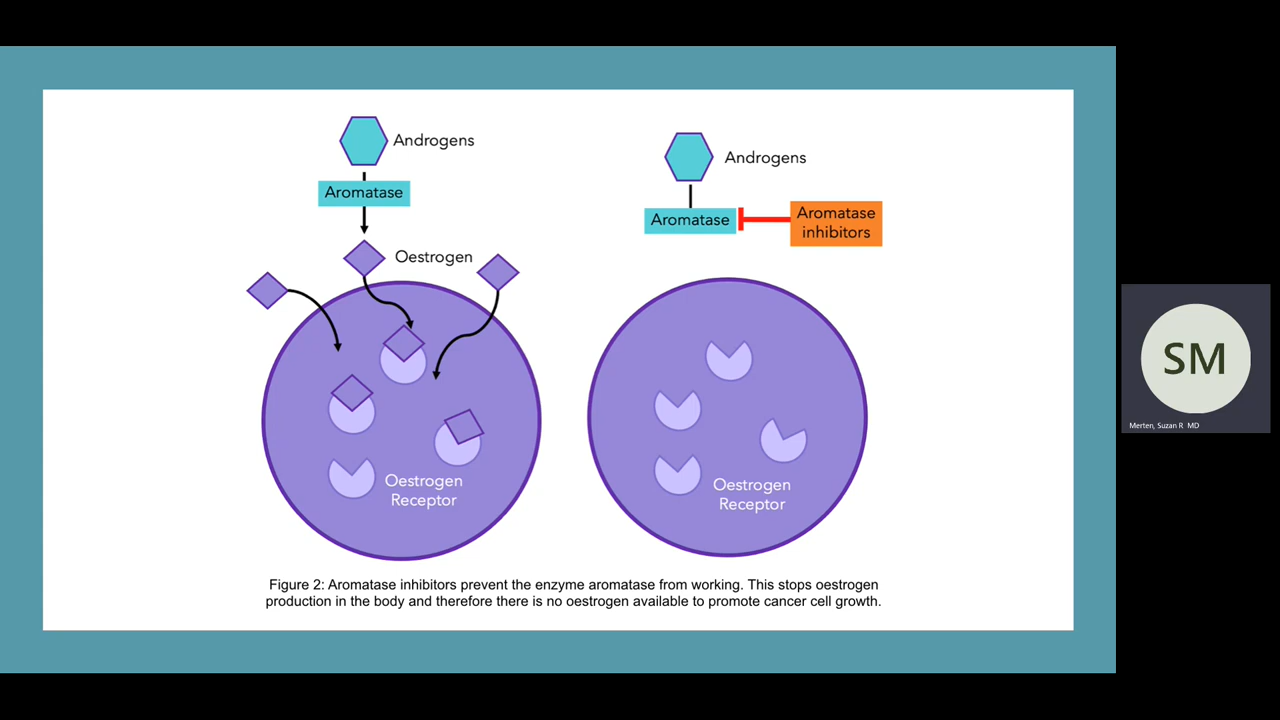 Androgens
Aromatase
Oestrogen
Oestrogen
Receptor
Androgens
Aromatase
Aromatase
inhibitors
Oestrogen
Receptor
Figure 2: Aromatase inhibitors prevent the enzyme aromatase from working. This stops oestrogen
production in the body and therefore there is no oestrogen available to promote cancer cell growth.
SM
Merten, Suzan R MD